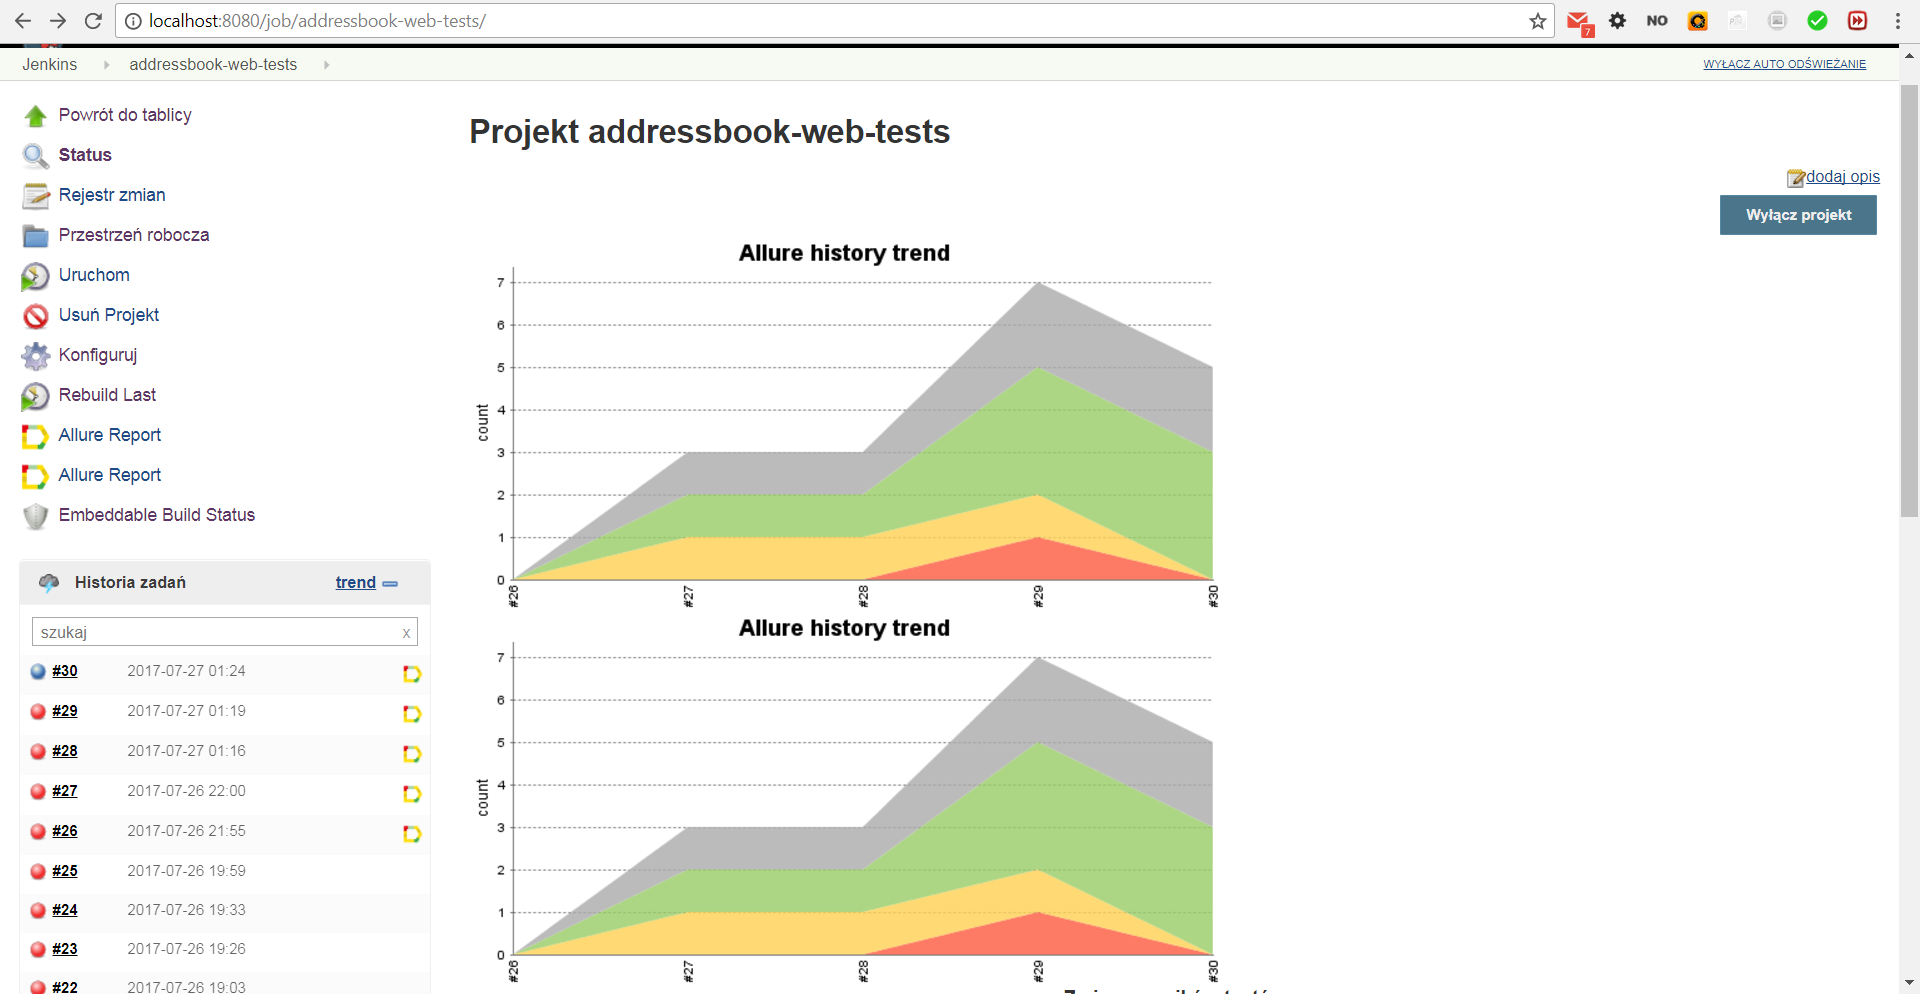 localhost:8080/job/addressbook-web-tests/
NO
7
Jenkins
addressbook-web-tests
WYŁĄCZ AUTO ODŚWIEŻANIE
Powrót do tablicy
Status
Rejestr zmian
Przestrzeń robocza
Uruchom
Usuń Projekt
Konfiguruj
Rebuild Last
Allure Report
Allure Report
Embeddable Build Status
Historia zadań
trend
szukaj
x
#30 2017-07-27 01:24
#29 2017-07-27 01:19
#28 2017-07-27 01:16
#27 2017-07-26 22:00
#26 2017-07-26 21:55
#25 2017-07-26 19:59
#24 2017-07-26 19:33
#23 2017-07-26 19:26
#22 2017-07-26 19:03
Projekt addressbook-web-tests
dodaj opis
Wyłącz projekt
Allure history trend
7
6
5
4
3
2
1
0
count
#26 #27 #28 #29 #30
Allure history trend
7
6
5
4
3
2
1
0
count
#26 #27 #28 #29 #30